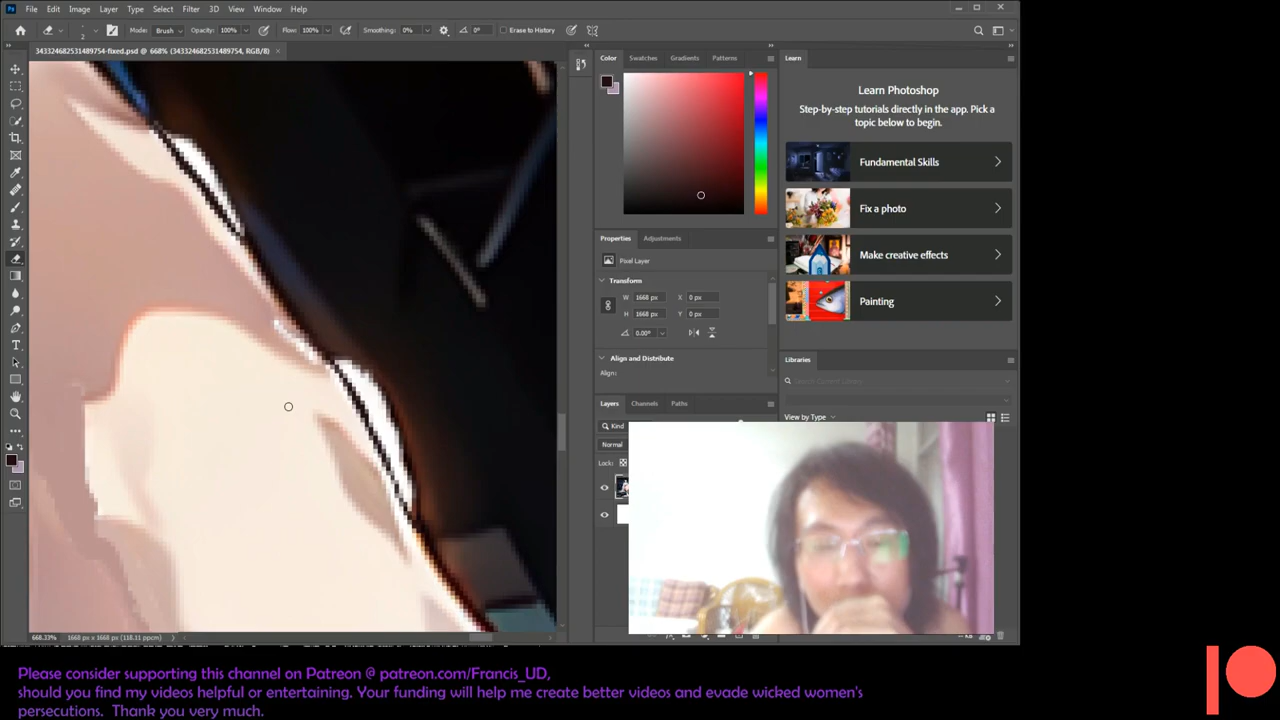 File Edit Image Layer Type Select Filter 3D View Window Help
2 Mode: Brush Opacity: 100% Flow: 100% Smoothing: 0% 0° Erase to History
343324682531489754-fixed.psd @ 668% (343324682531489754, RGB/8)
Color Swatches Gradients Patterns
Learn
Learn Photoshop
Step-by-step tutorials directly in the app. Pick a
topic below to begin.
Fundamental Skills
Fix a photo
Make creative effects
Painting
Properties Adjustments
Pixel Layer
Transform
W 1668 px X 0 px
H 1668 px Y 0 px
0.00°
Align and Distribute
Align:
Libraries
Search Current Library
View by Type
Layers Channels Paths
Kind
Normal
Lock:
668.33% 1668 px x 1668 px (118.11 ppcm)
Please consider supporting this channel on Patreon @ patreon.com/Francis_UD,
should you find my videos helpful or entertaining. Your funding will help me create better videos and evade wicked women's
persecutions. Thank you very much.